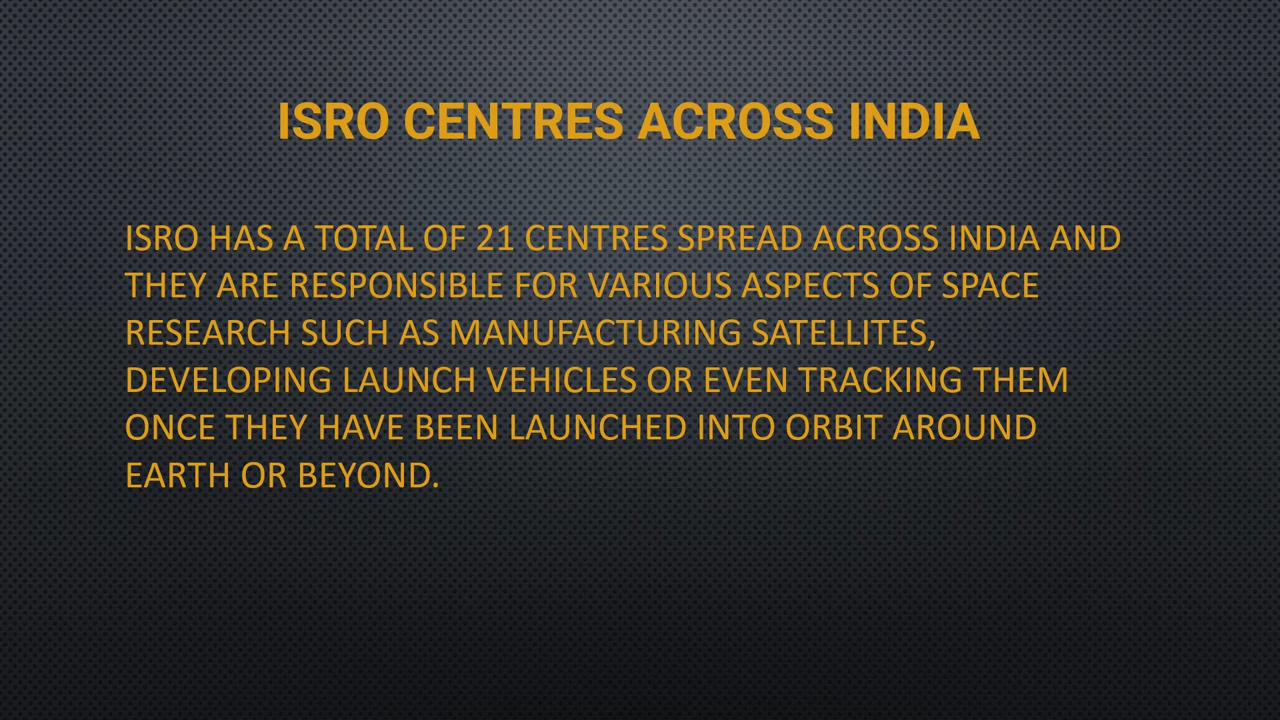 ISRO CENTRES ACROSS INDIA
ISRO HAS A TOTAL OF 21 CENTRES SPREAD ACROSS INDIA AND
THEY ARE RESPONSIBLE FOR VARIOUS ASPECTS OF SPACE
RESEARCH SUCH AS MANUFACTURING SATELLITES,
DEVELOPING LAUNCH VEHICLES OR EVEN TRACKING THEM
ONCE THEY HAVE BEEN LAUNCHED INTO ORBIT AROUND
EARTH OR BEYOND.